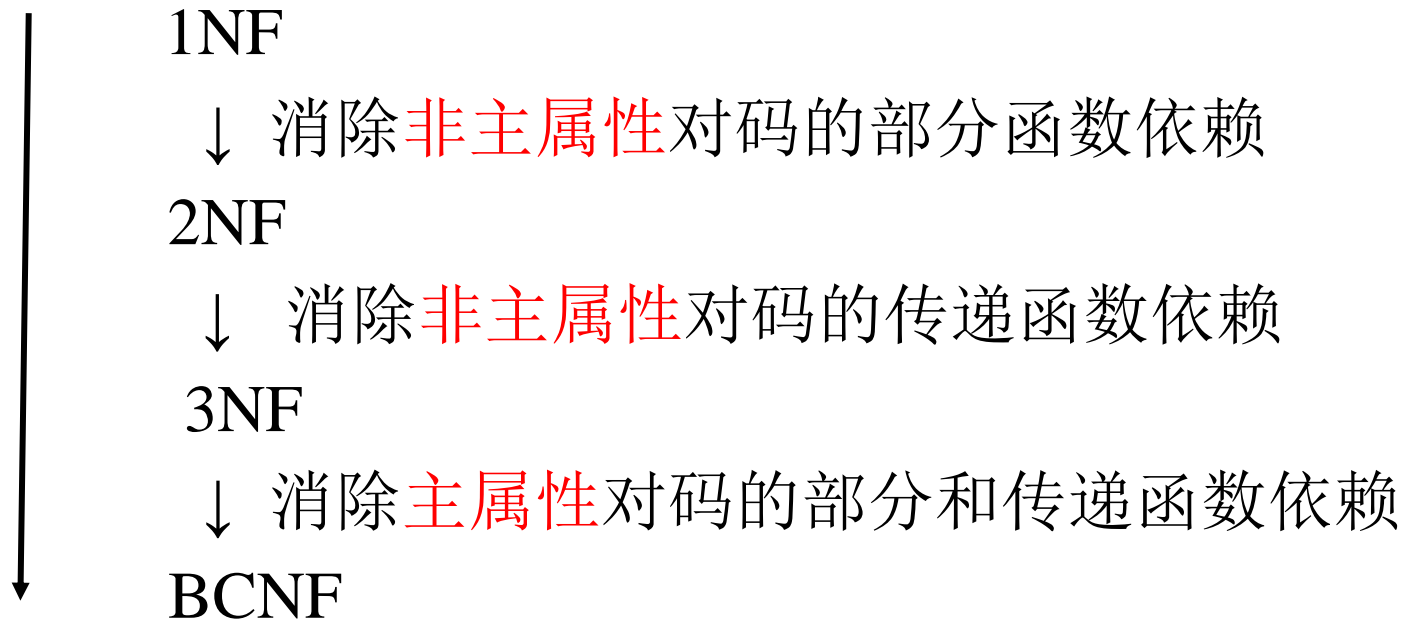 1NF
↓ 消除非主属性对码的部分函数依赖
2NF
↓ 消除非主属性对码的传递函数依赖
3NF
↓ 消除主属性对码的部分和传递函数依赖
BCNF